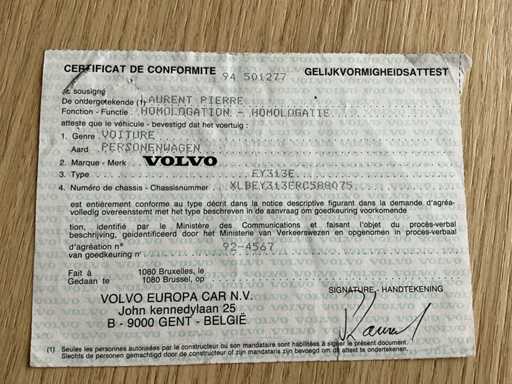 CERTIFICAT DE CONFORMITE 94 501277 GELIJKVORMIGHEIDSATTEST
Je soussigné
De ondergetekende (1) LAURENT PIERRE
Fonction - Functie HOMOLOGATION - HOMOLOGATIE
atteste que le véhicule - bevestigd dat het voertuig :
1. Genre VOITURE
Aard PERSONENWAGEN
2. Marque - Merk VOLVO
3. Type EY313E
4. Numéro de chassis - Chassisnummer XLBEY313ERC588075
est entièrement conforme au type décrit dans la notice descriptive figurant dans la demande d'agréa-
volledig overeenstemt met het type beschreven in de aanvraag om goedkeuring voorkomende
tion, identifié par le Ministère des Communications et faisant l'objet du procès-verbal
beschrijving, geïdentificeerd door het Ministerie van Verkeerswezen en opgenomen in proces-verbaal
d'agréation n° 92-4567
van goedkeuring n°
Fait à 1080 Bruxelles, le
Gedaan te 1080 Brussel, op
SIGNATURE - HANDTEKENING
VOLVO EUROPA CAR N.V.
John kennedylaan 25
B - 9000 GENT - BELGIË
(1) Seules les personnes autorisées par le constructeur ou son mandataire sont habilitées à signer le présent document.
Slechts de personen gemachtigd door de constructeur of zijn mandataris zijn bevoegd om dit attest te ondertekenen.